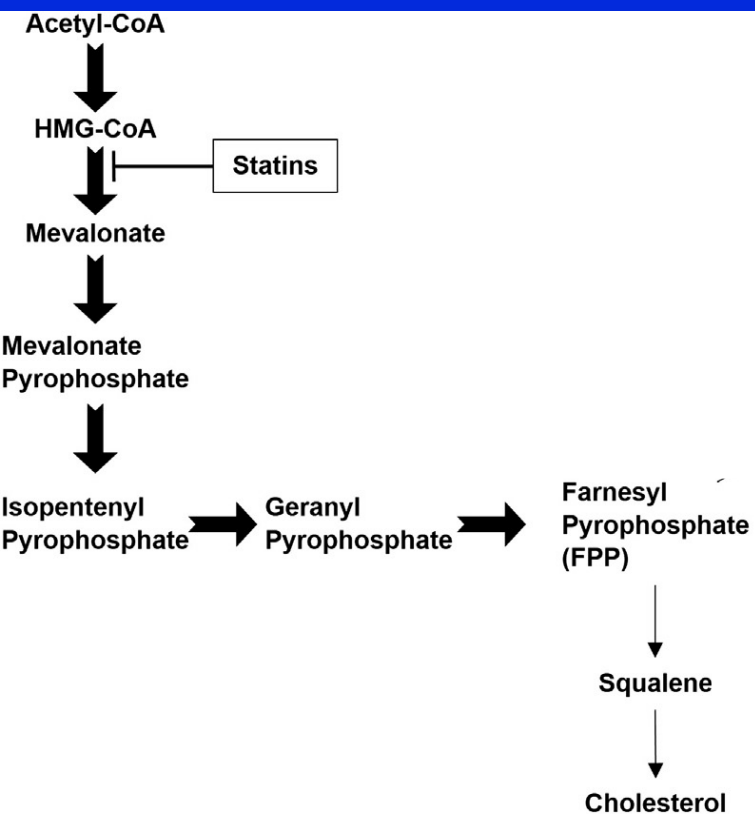 Acetyl-CoA
HMG-CoA
Statins
Mevalonate
Mevalonate
Pyrophosphate
Isopentenyl
Pyrophosphate
Geranyl
Pyrophosphate
Farnesyl
Pyrophosphate
(FPP)
Squalene
Cholesterol